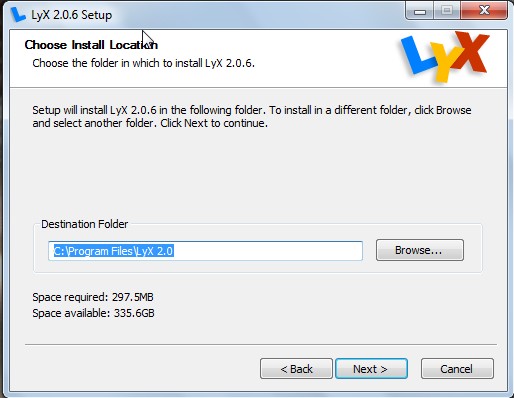 LyX 2.0.6 Setup
Choose Install Location
Choose the folder in which to install LyX 2.0.6.
LYX
Setup will install LyX 2.0.6 in the following folder. To install in a different folder, click Browse
and select another folder. Click Next to continue.
Destination Folder
C:\Program Files\LyX 2.0
Browse...
Space required: 297.5MB
Space available: 335.6GB
< Back
Next >
Cancel